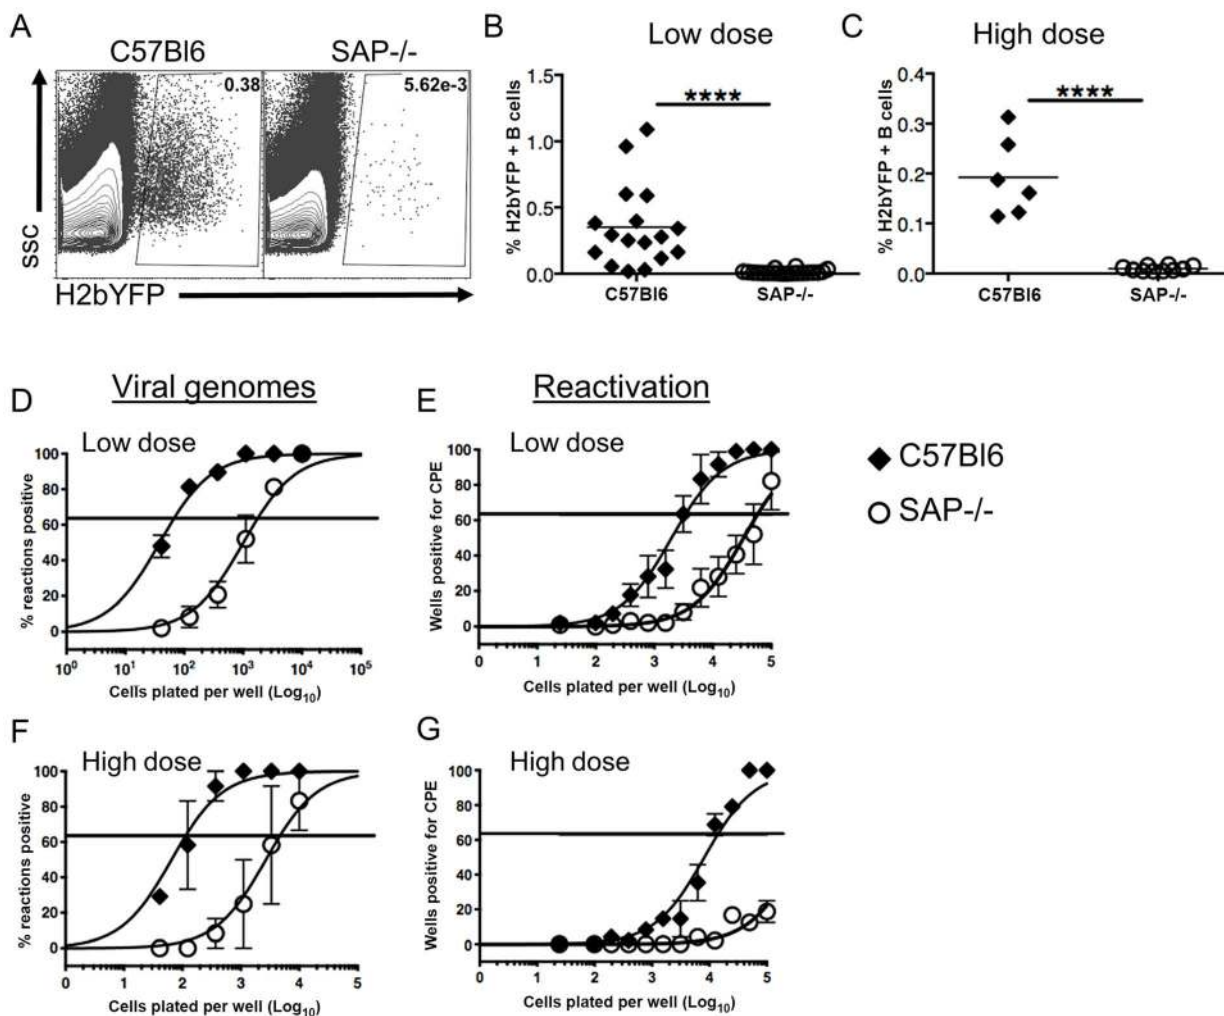 A
C57Bl6
SAP-/-
0.38
5.62e-3
SSC
H2bYFP
B
Low dose
% H2bYFP + B cells
1.5
1.0
0.5
0.0
****
C57Bl6
SAP-/-
C
High dose
% H2bYFP + B cells
0.4
0.3
0.2
0.1
0.0
****
C57Bl6
SAP-/-
D
Viral genomes
Low dose
% reactions positive
100
80
60
40
20
0
10⁰ 10¹ 10² 10³ 10⁴ 10⁵
Cells plated per well (Log₁₀)
E
Reactivation
Low dose
Wells positive for CPE
100
80
60
40
20
0
0 1 2 3 4 5
Cells plated per well (Log₁₀)
C57Bl6
SAP-/-
F
High dose
% reactions positive
100
80
60
40
20
0
0 1 2 3 4 5
Cells plated per well (Log₁₀)
G
High dose
Wells positive for CPE
100
80
60
40
20
0
0 1 2 3 4 5
Cells plated per well (Log₁₀)